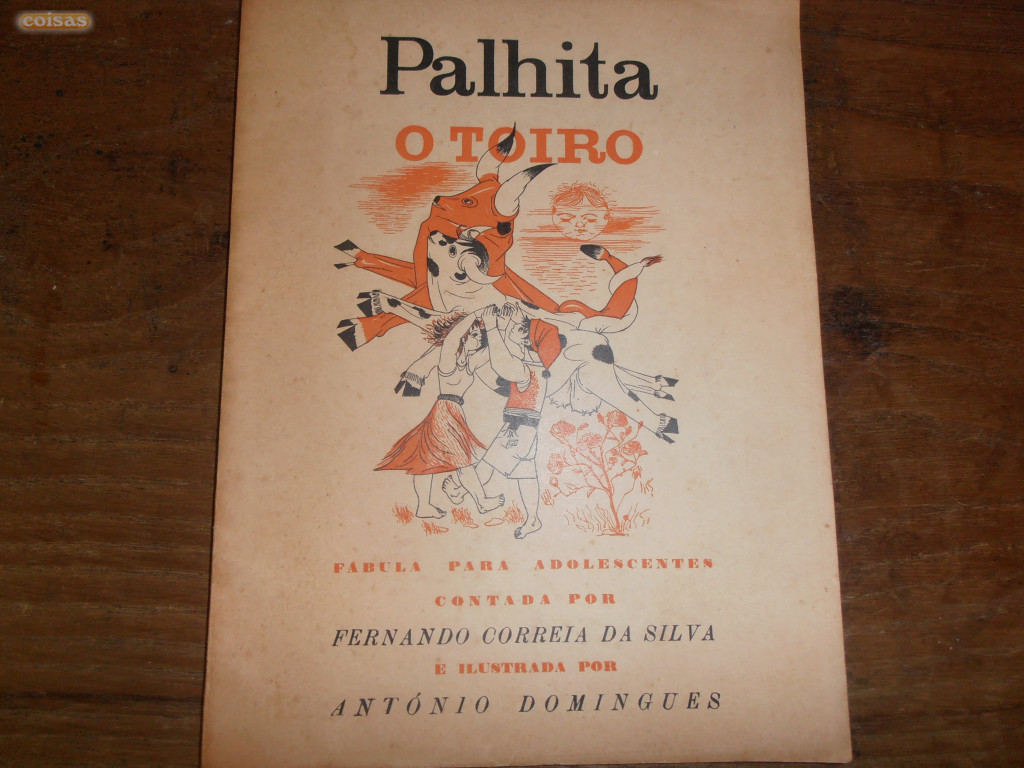 coisas
Palhita
O TOIRO
FÁBULA PARA ADOLESCENTES
CONTADA POR
FERNANDO CORREIA DA SILVA
E ILUSTRADA POR
ANTÓNIO DOMINGUES